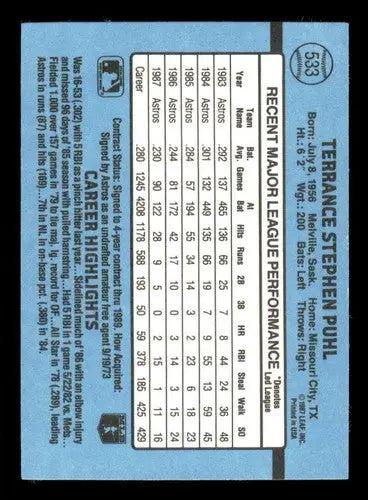 533
TERRANCE STEPHEN PUHL
Born: July 8, 1956 Melville, Sask. Home: Missouri City, TX
Ht.: 6'2" Wgt.: 200 Bats: Left Throws: Right
© 1987 LEAF, INC.
Printed in USA
RECENT MAJOR LEAGUE PERFORMANCE *Denotes Led League
Year Team Name Bat. Avg. Games At Bat Hits Runs 2B 3B HR RB Steal Walk SO
1983 Astros .292 137 465 136 66 25 7 8 44 24 36 48
1984 Astros .301 132 449 135 66 19 7 9 55 13 59 45
1985 Astros .284 57 194 55 34 14 3 2 23 6 18 23
1986 Astros .244 81 172 42 17 10 0 3 14 3 15 24
1987 Astros .230 90 122 28 9 5 0 2 15 1 11 16
Career .280 1245 4208 1178 588 193 50 59 378 185 425 429
Contract Status: Signed to 4-year contract thru 1989. How Acquired:
Signed by Astros as an undrafted amateur free agent 9/19/73
CAREER HIGHLIGHTS
Was 16-53 (.302) with 5 RBI as a pinch hitter last year...Sidelined much of '86 with an elbow injury
and missed 96 days of '85 season with pulled hamstring....Had 5 RBI in 1 game 9/22/82 vs. Mets...
Fielded 1.000 over 157 games in '79 to maj. lg. record for OF...All Star in '78 (.289), leading
Astros in runs (87) and hits (169)...7th in NL in on-base pct. (.380) in '84.